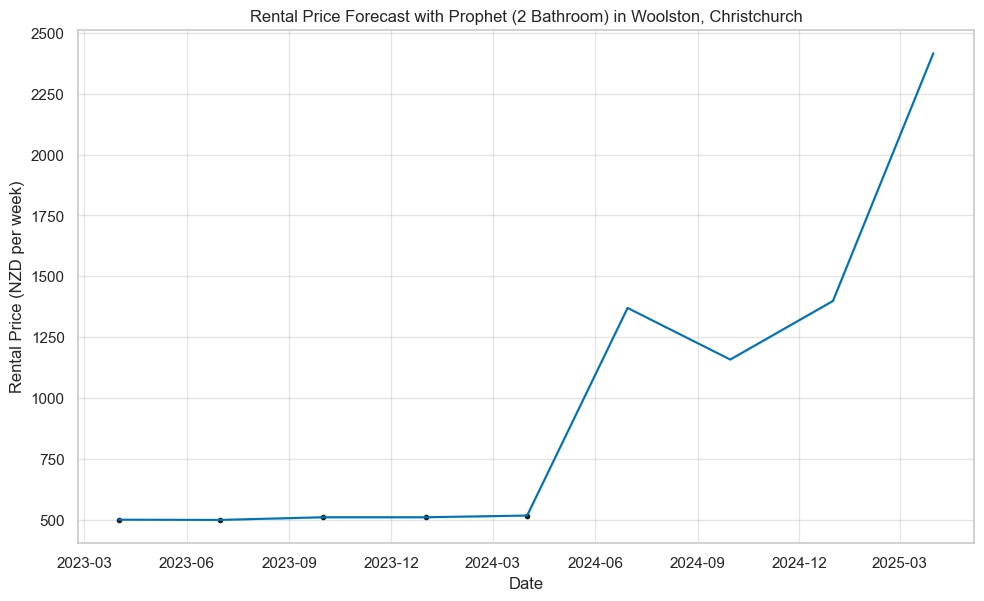 Rental Price Forecast with Prophet (2 Bathroom) in Woolston, Christchurch
Rental Price (NZD per week)
2500
2250
2000
1750
1500
1250
1000
750
500
2023-03 2023-06 2023-09 2023-12 2024-03 2024-06 2024-09 2024-12 2025-03
Date